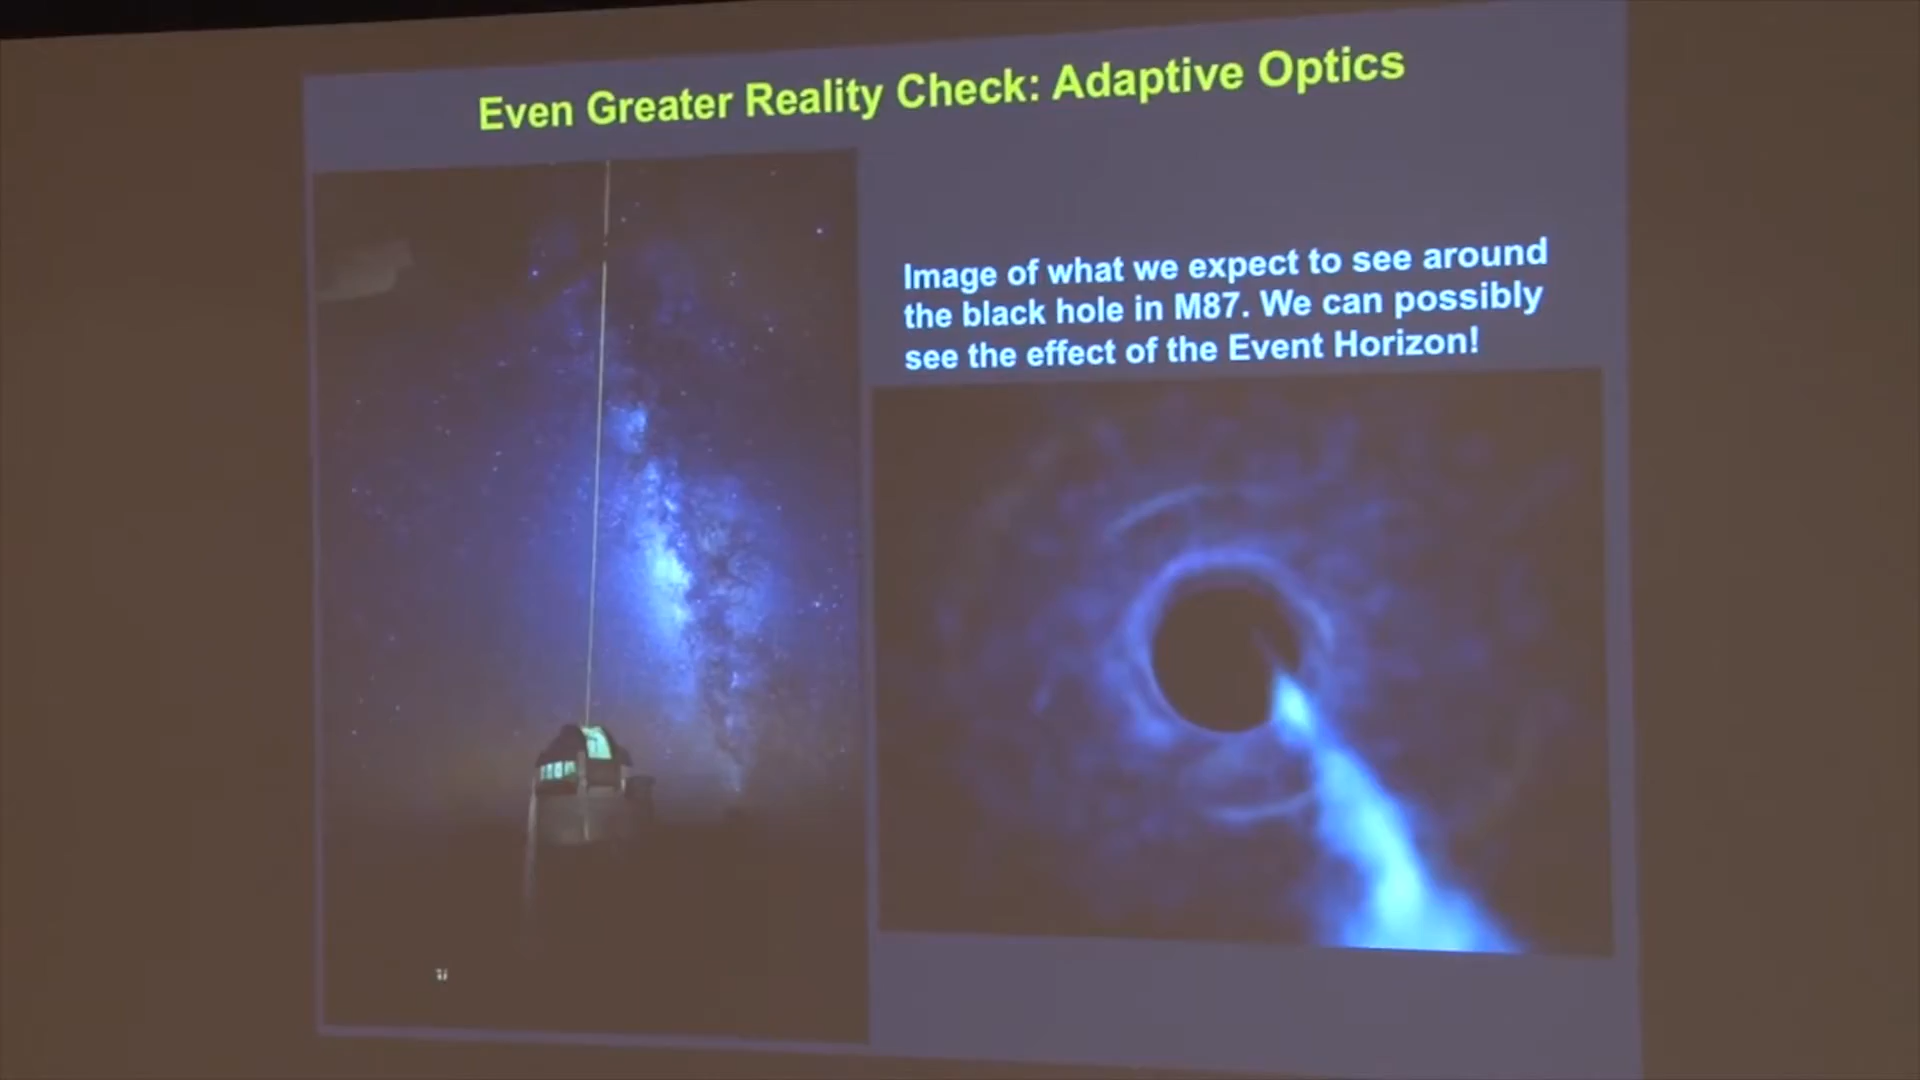 Even Greater Reality Check: Adaptive Optics
Image of what we expect to see around
the black hole in M87. We can possibly
see the effect of the Event Horizon!